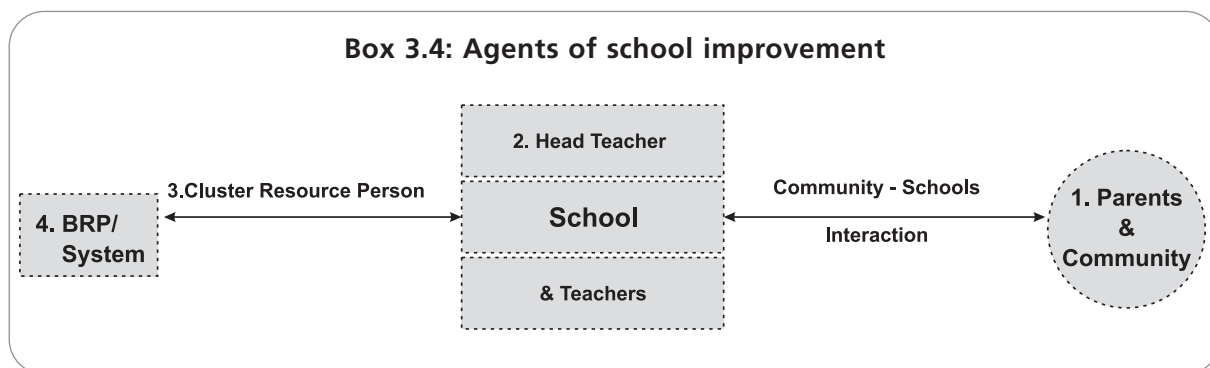 Box 3.4: Agents of school improvement
4. BRP/
System
3.Cluster Resource Person
2. Head Teacher
School
& Teachers
Community - Schools
Interaction
1. Parents
&
Community